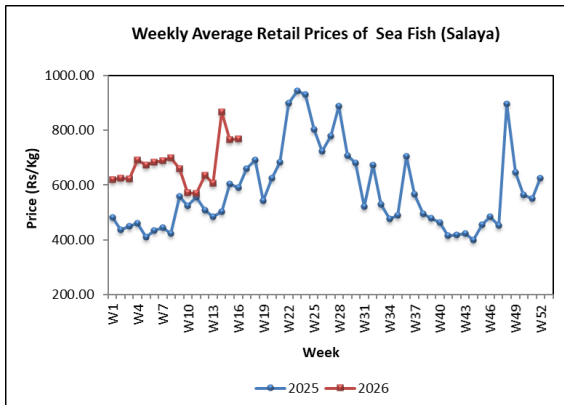 Weekly Average Retail Prices of  Sea Fish (Salaya)
Price (Rs/Kg)
1000.00
800.00
600.00
400.00
200.00
W1
W4
W7
W10
W13
W16
W19
W22
W25
W28
W31
W34
W37
W40
W43
W46
W49
W52
Week
2025
2026